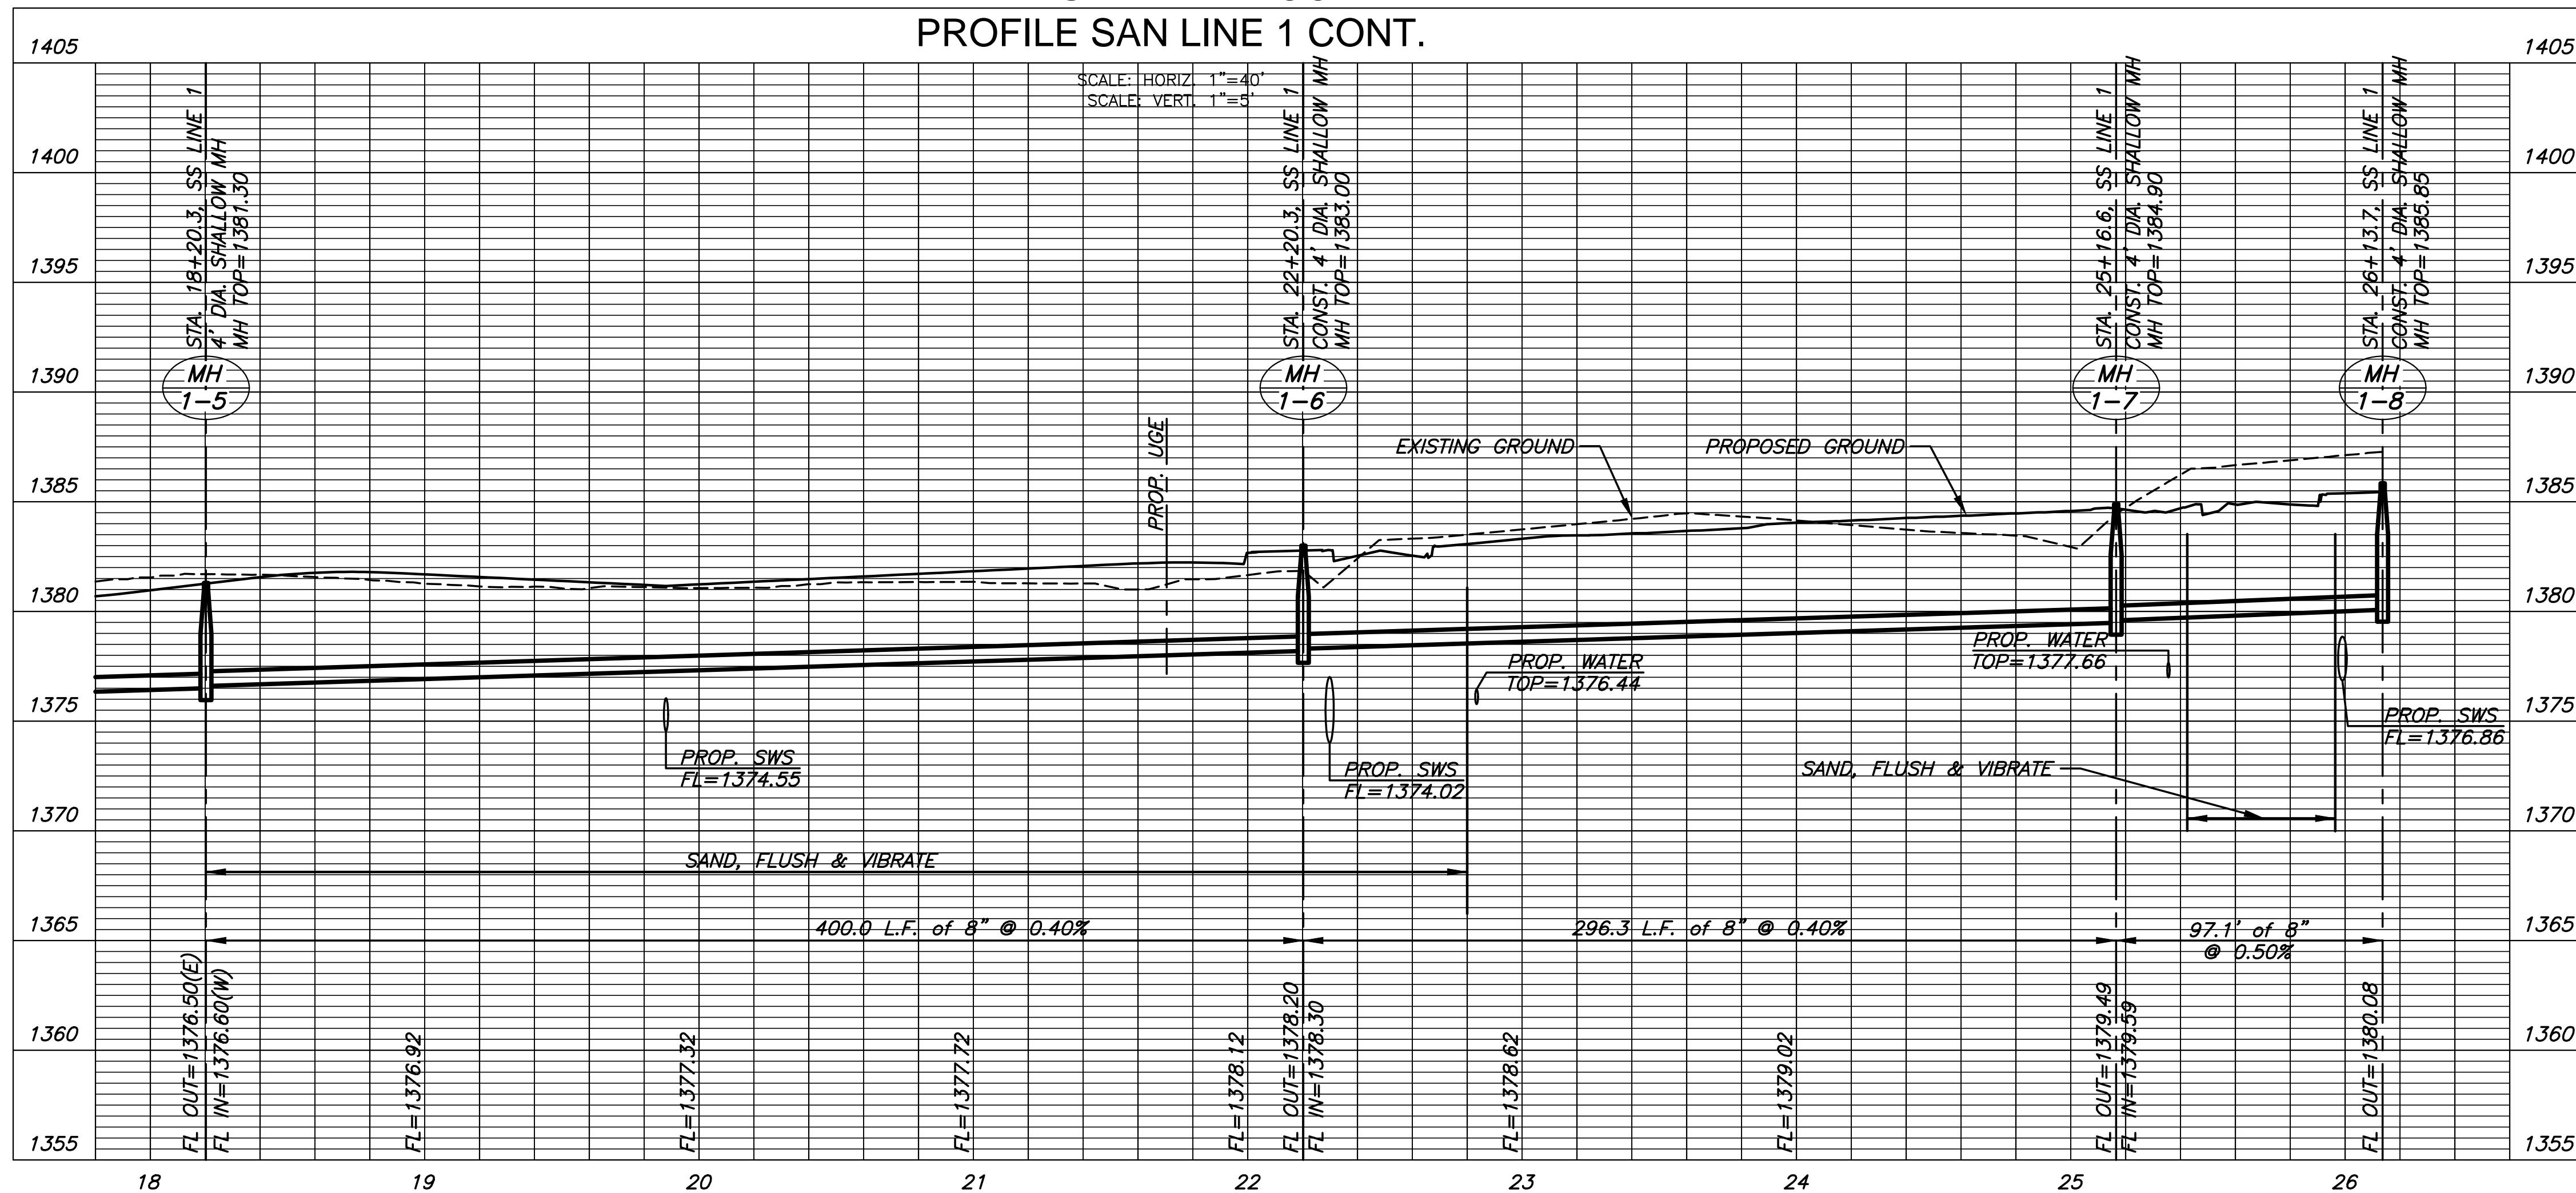 PROFILE SAN LINE 1 CONT.
SCALE: HORIZ. 1"=40'
SCALE: VERT. 1"=5'
1405
1400
1395
1390
1385
1380
1375
1370
1365
1360
1355
1405
1400
1395
1390
1385
1380
1375
1370
1365
1360
1355
STA. 18+20.3, SS LINE 1
4' DIA. SHALLOW MH
MH TOP=1381.30
MH
1-5
STA. 22+20.3, SS LINE 1
CONST. 4' DIA. SHALLOW MH
MH TOP=1383.00
MH
1-6
STA. 25+16.6, SS LINE 1
CONST. 4' DIA. SHALLOW MH
MH TOP=1384.90
MH
1-7
STA. 26+13.7, SS LINE 1
CONST. 4' DIA. SHALLOW MH
MH TOP=1385.85
MH
1-8
PROP. UGE
EXISTING GROUND
PROPOSED GROUND
PROP. WATER
TOP=1376.44
PROP. WATER
TOP=1377.66
PROP. SWS
FL=1374.55
PROP. SWS
FL=1374.02
PROP. SWS
FL=1376.86
SAND, FLUSH & VIBRATE
SAND, FLUSH & VIBRATE
400.0 L.F. of 8" @ 0.40%
296.3 L.F. of 8" @ 0.40%
97.1' of 8"
@ 0.50%
FL OUT=1376.50(E)
FL IN=1376.60(W)
FL=1376.92
FL=1377.32
FL=1377.72
FL=1378.12
FL OUT=1378.20
FL IN=1378.30
FL=1378.62
FL=1379.02
FL OUT=1379.49
FL IN=1379.59
FL OUT=1380.08
18 19 20 21 22 23 24 25 26